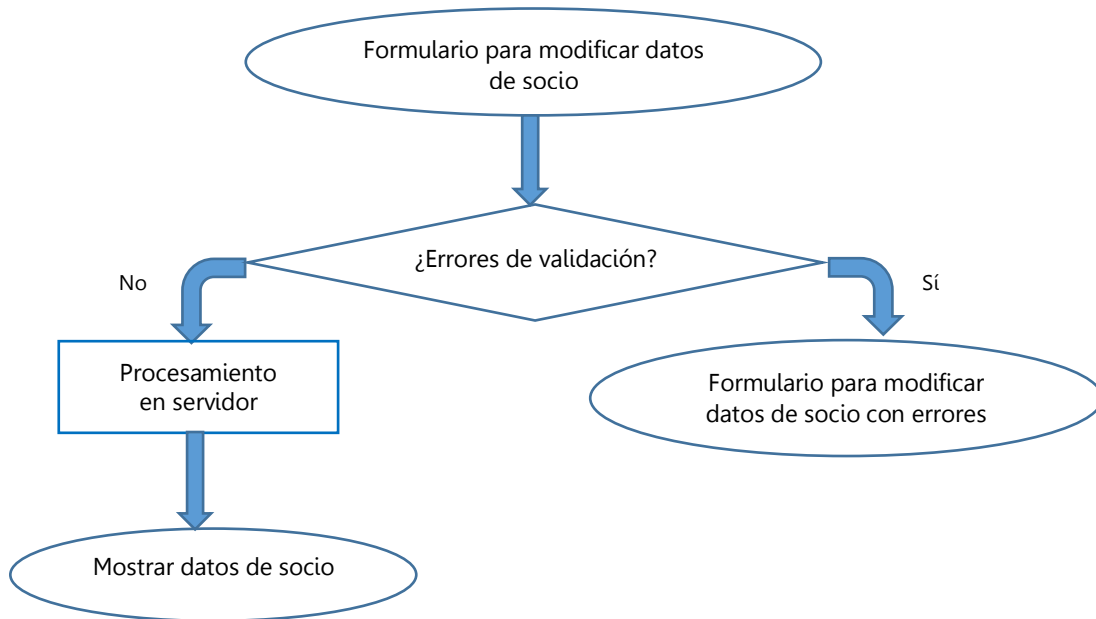 Formulario para modificar datos
de socio
¿Errores de validación?
No
Sí
Procesamiento
en servidor
Formulario para modificar
datos de socio con errores
Mostrar datos de socio